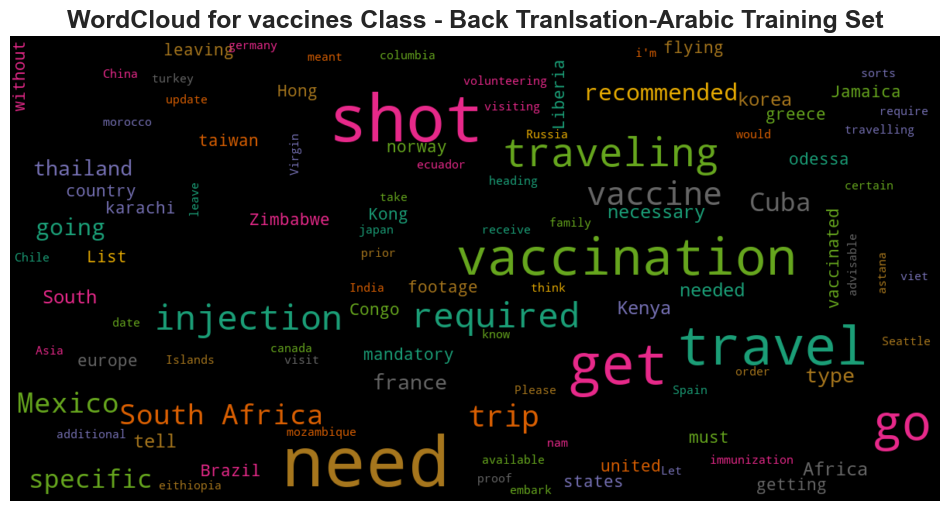 WordCloud for vaccines Class - Back Tranlsation-Arabic Training Set
without
leaving
germany
meant
columbia
i'm
flying
China
turkey
update
Hong
shot
volunteering
visiting
Liberia
recommended
korea
sorts
Jamaica
greece
require
travelling
morocco
taiwan
Virgin
norway
ecuador
Russia
traveling
would
odessa
thailand
country
karachi
leave
heading
vaccine
necessary
Cuba
certain
going
Zimbabwe
take
Kong
japan
receive
family
vaccinated
advisable
astana
viet
Chile
List
prior
vaccination
South
India
footage
think
needed
injection
Congo
required
Kenya
date
know
Seattle
Asia
europe
Islands
canada
visit
mandatory
france
get
travel
order
type
Please
Spain
Mexico
South Africa
trip
go
additional
tell
mozambique
nam
must
specific
Brazil
eithiopia
need
available
proof
embark
united
states
Let
immunization
Africa
getting